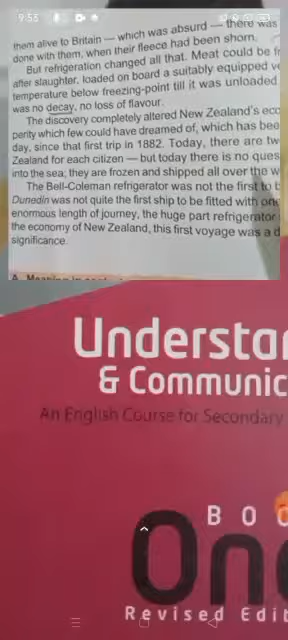 9:53
them alive to Britain — which was absurd — there was
done with them, when their fleece had been shorn.
But refrigeration changed all that. Meat could be fr
after slaughter, loaded on board a suitably equipped v
temperature below freezing-point till it was unloaded
was no decay, no loss of flavour.
The discovery completely altered New Zealand's eco
perity which few could have dreamed of, which has bee
day, since that first trip in 1882. Today, there are tw
Zealand for each citizen — but today there is no ques
into the sea; they are frozen and shipped all over the w
The Bell-Coleman refrigerator was not the first to b
Dunedin was not quite the first ship to be fitted with one
enormous length of journey, the huge part refrigerator
the economy of New Zealand, this first voyage was a d
significance.
Understan
& Communic
An English Course for Secondary
BOO
One
Revised Edit